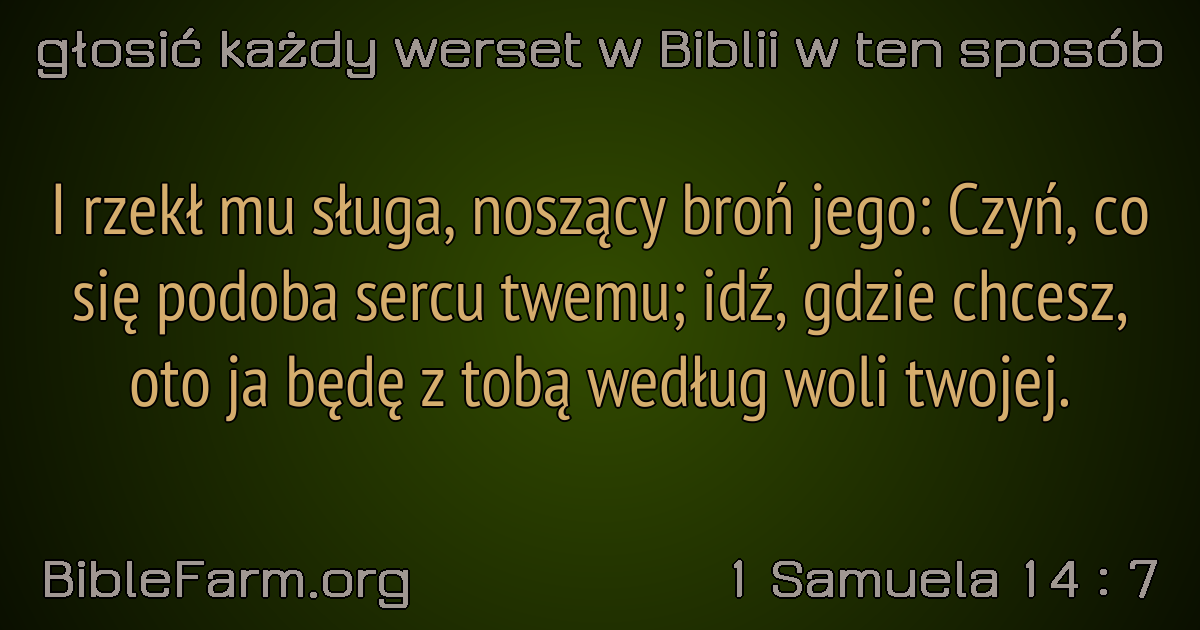 głosić każdy werset w Biblii w ten sposób
I rzekł mu sługa, noszący broń jego: Czyń, co
się podoba sercu twemu; idź, gdzie chcesz,
oto ja będę z tobą według woli twojej.
BibleFarm.org
1 Samuela 14 : 7